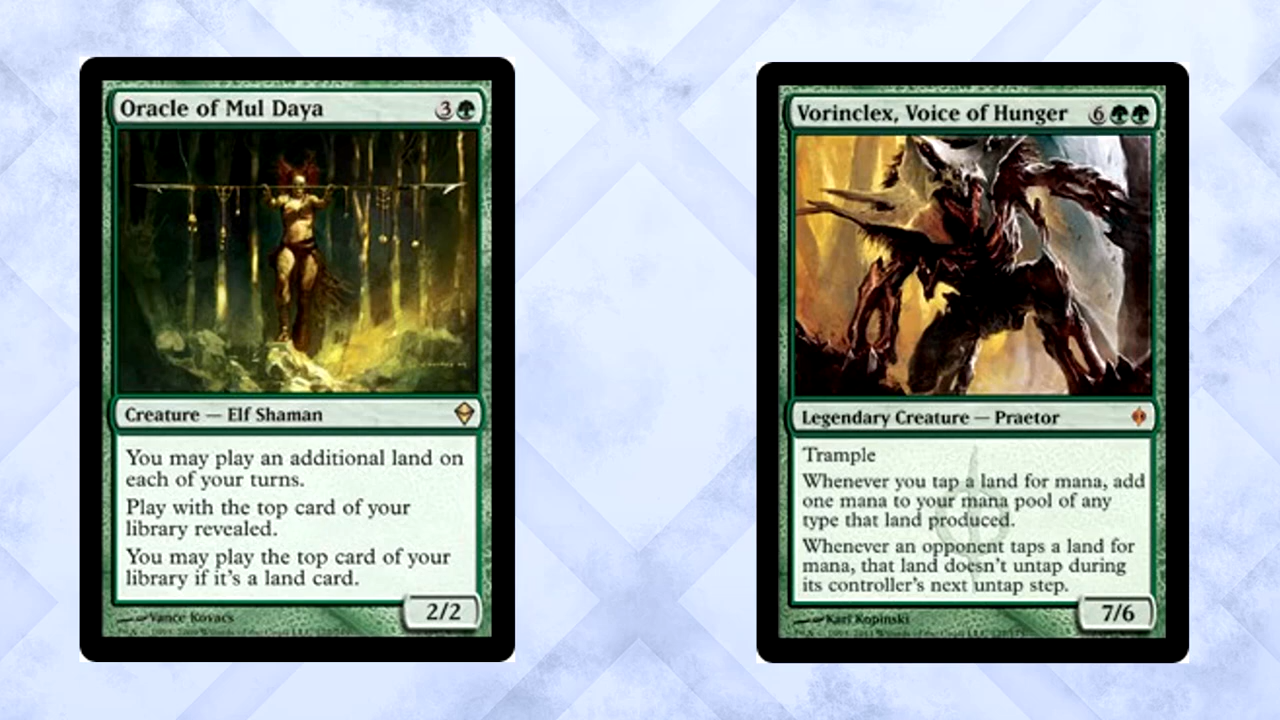 Oracle of Mul Daya 3
Creature — Elf Shaman
You may play an additional land on
each of your turns.
Play with the top card of your
library revealed.
You may play the top card of your
library if it's a land card.
Vance Kovacs
2/2
Vorinclex, Voice of Hunger 6
Legendary Creature — Praetor
Trample
Whenever you tap a land for mana, add
one mana to your mana pool of any
type that land produced.
Whenever an opponent taps a land for
mana, that land doesn't untap during
its controller's next untap step.
Karl Kopinski
7/6